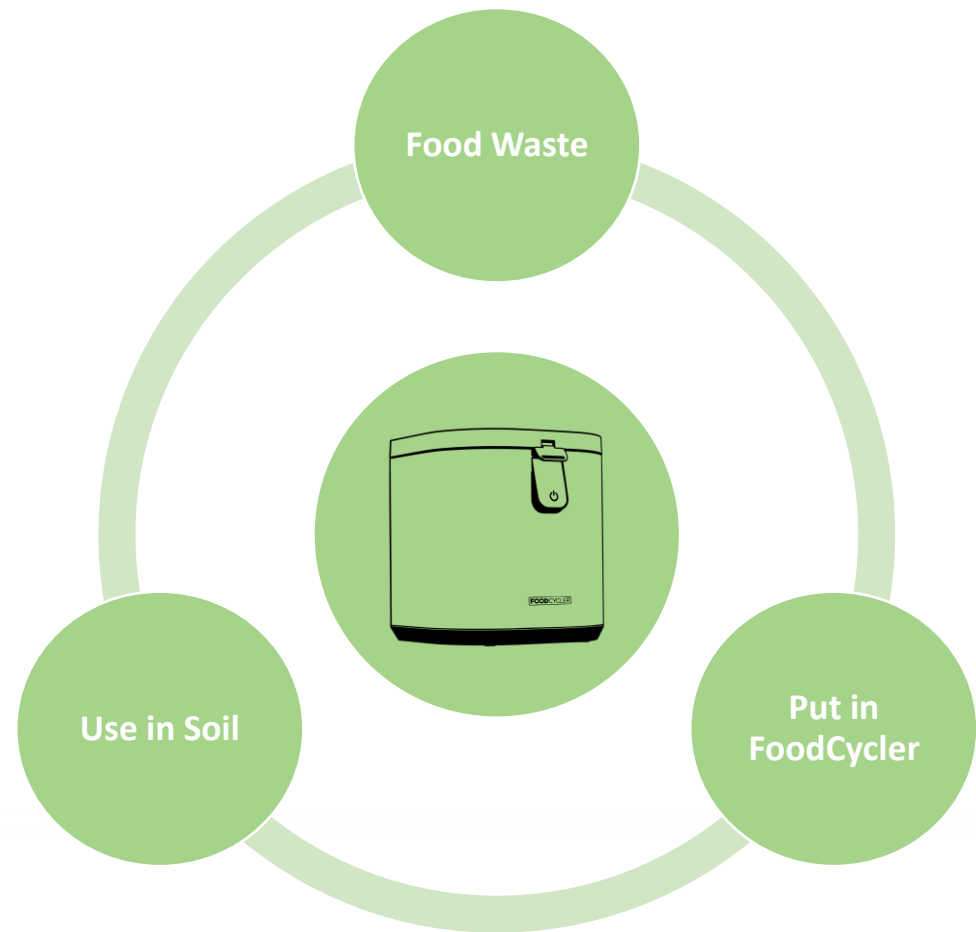 Food Waste
FOODCYCLER
Use in Soil
Put in
FoodCycler